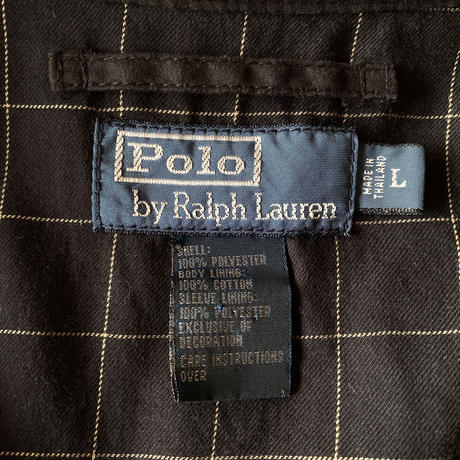 Polo
by Ralph Lauren
MADE IN
THAILAND
L
SHELL:
100% POLYESTER
BODY LINING:
100% COTTON
SLEEVE LINING:
100% POLYESTER
EXCLUSIVE OF
DECORATION
CARE INSTRUCTIONS
OVER